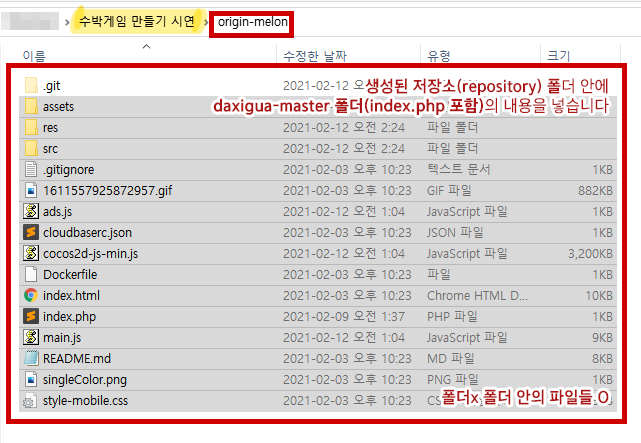 수박게임 만들기 시연 > origin-melon
이름 수정한 날짜 유형 크기
.git 2021-02-12 오
생성된 저장소(repository) 폴더 안에
assets
daxigua-master 폴더(index.php 포함)의 내용을 넣습니다
res 2021-02-12 오전 2:24 파일 폴더
src 2021-02-12 오전 2:24 파일 폴더
.gitignore 2021-02-03 오후 10:23 텍스트 문서 1KB
1611557925872957.gif 2021-02-03 오후 10:23 GIF 파일 882KB
ads.js 2021-02-12 오전 1:04 JavaScript 파일 1KB
cloudbaserc.json 2021-02-03 오후 10:23 JSON 파일 1KB
cocos2d-js-min.js 2021-02-12 오전 1:04 JavaScript 파일 3,200KB
Dockerfile 2021-02-03 오후 10:23 파일 1KB
index.html 2021-02-03 오후 10:23 Chrome HTML D... 10KB
index.php 2021-02-09 오전 1:37 PHP 파일 1KB
main.js 2021-02-12 오전 1:04 JavaScript 파일 9KB
README.md 2021-02-03 오후 10:23 MD 파일 8KB
singleColor.png 2021-02-03 오후 10:23 PNG 파일 1KB
style-mobile.css 2021-02-03 오후 10:23
폴더x 폴더 안의 파일들 O